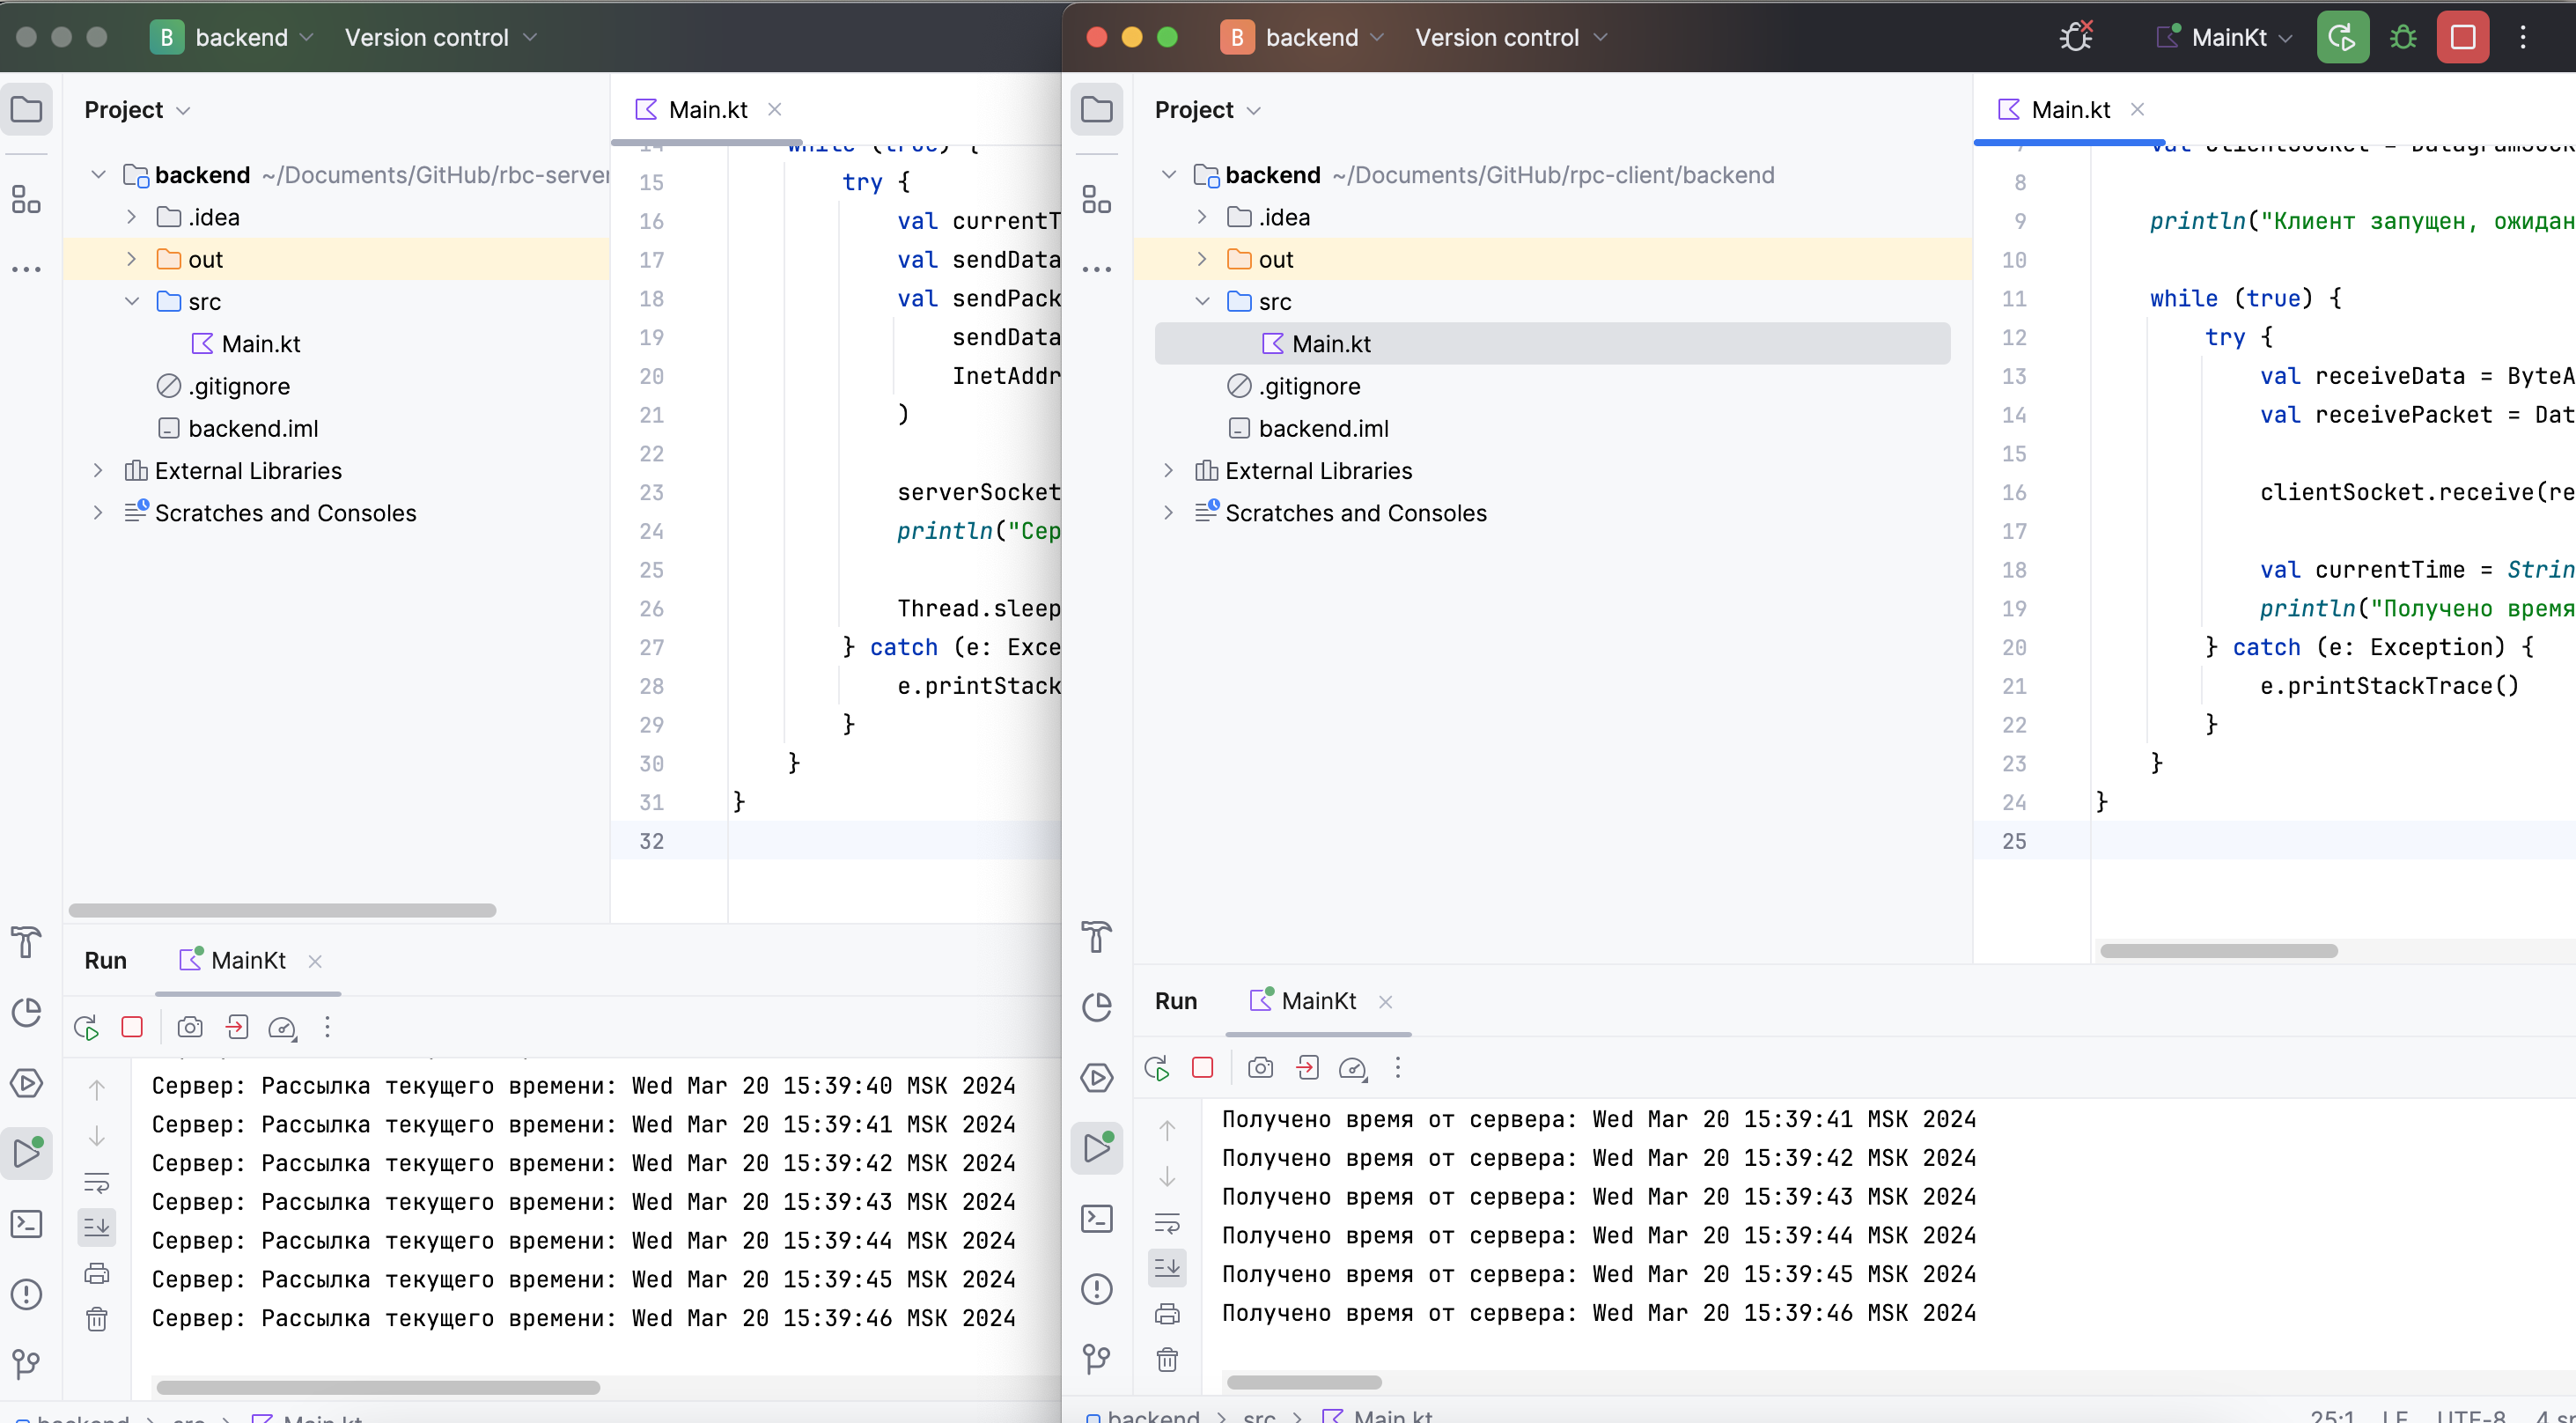 B backend Version control
Project
Main.kt
backend ~/Documents/GitHub/rbc-server
.idea
out
src
Main.kt
.gitignore
backend.iml
External Libraries
Scratches and Consoles
14 while (true) {
15 try {
16 val currentT
17 val sendData
18 val sendPack
19 sendData
20 InetAddr
21 )
22
23 serverSocket
24 println("Сер
25
26 Thread.sleep
27 } catch (e: Exce
28 e.printStack
29 }
30 }
31 }
32
Run MainKt
Сервер: Рассылка текущего времени: Wed Mar 20 15:39:40 MSK 2024
Сервер: Рассылка текущего времени: Wed Mar 20 15:39:41 MSK 2024
Сервер: Рассылка текущего времени: Wed Mar 20 15:39:42 MSK 2024
Сервер: Рассылка текущего времени: Wed Mar 20 15:39:43 MSK 2024
Сервер: Рассылка текущего времени: Wed Mar 20 15:39:44 MSK 2024
Сервер: Рассылка текущего времени: Wed Mar 20 15:39:45 MSK 2024
Сервер: Рассылка текущего времени: Wed Mar 20 15:39:46 MSK 2024
backend > src > Main.kt
B backend Version control MainKt
Project
Main.kt
backend ~/Documents/GitHub/rpc-client/backend
.idea
out
src
Main.kt
.gitignore
backend.iml
External Libraries
Scratches and Consoles
7 val clientSocket = DatagramSock
8
9 println("Клиент запущен, ожидан
10
11 while (true) {
12 try {
13 val receiveData = ByteA
14 val receivePacket = Dat
15
16 clientSocket.receive(re
17
18 val currentTime = Strin
19 println("Получено время
20 } catch (e: Exception) {
21 e.printStackTrace()
22 }
23 }
24 }
25
Run MainKt
Получено время от сервера: Wed Mar 20 15:39:41 MSK 2024
Получено время от сервера: Wed Mar 20 15:39:42 MSK 2024
Получено время от сервера: Wed Mar 20 15:39:43 MSK 2024
Получено время от сервера: Wed Mar 20 15:39:44 MSK 2024
Получено время от сервера: Wed Mar 20 15:39:45 MSK 2024
Получено время от сервера: Wed Mar 20 15:39:46 MSK 2024
backend > src > Main.kt 25:1 LF UTF-8 4 sp